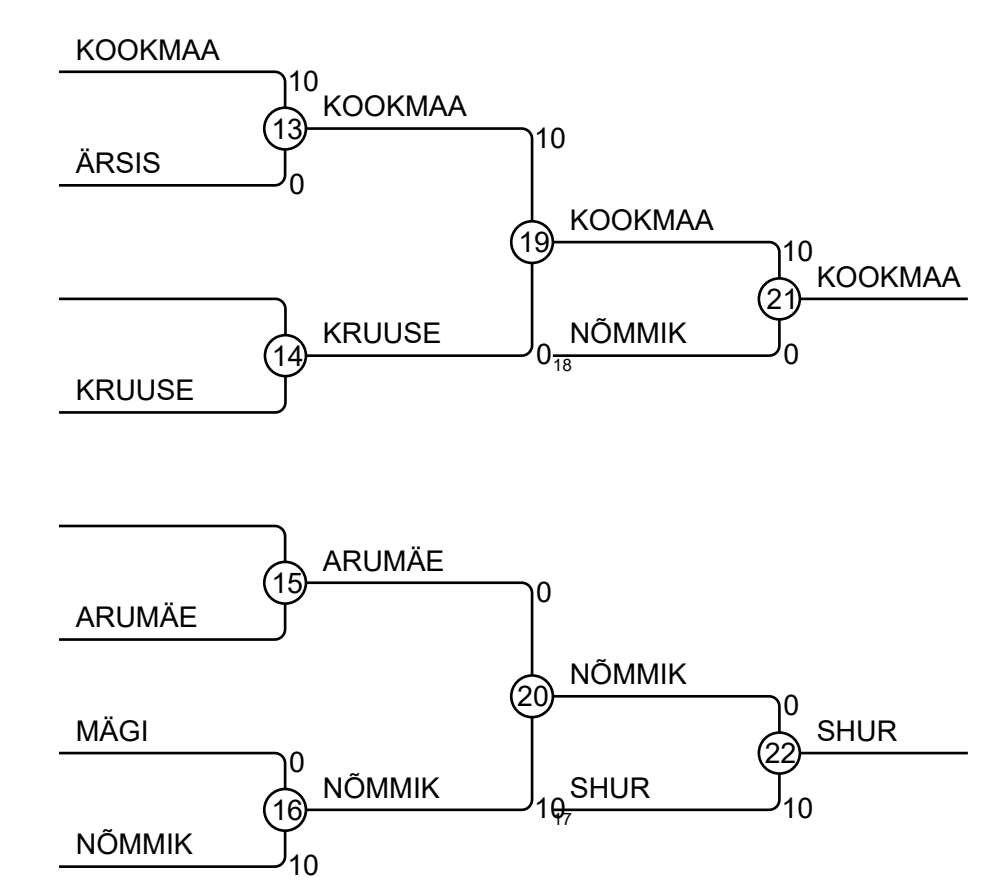 KOOKMAA
10
13
KOOKMAA
10
ÄRSIS
0
19
KOOKMAA
10
21
KOOKMAA
14
KRUUSE
0
18
NÕMMIK
0
KRUUSE
15
ARUMÄE
0
ARUMÄE
20
NÕMMIK
0
MÄGI
0
22
SHUR
16
NÕMMIK
10
17
SHUR
10
NÕMMIK
10